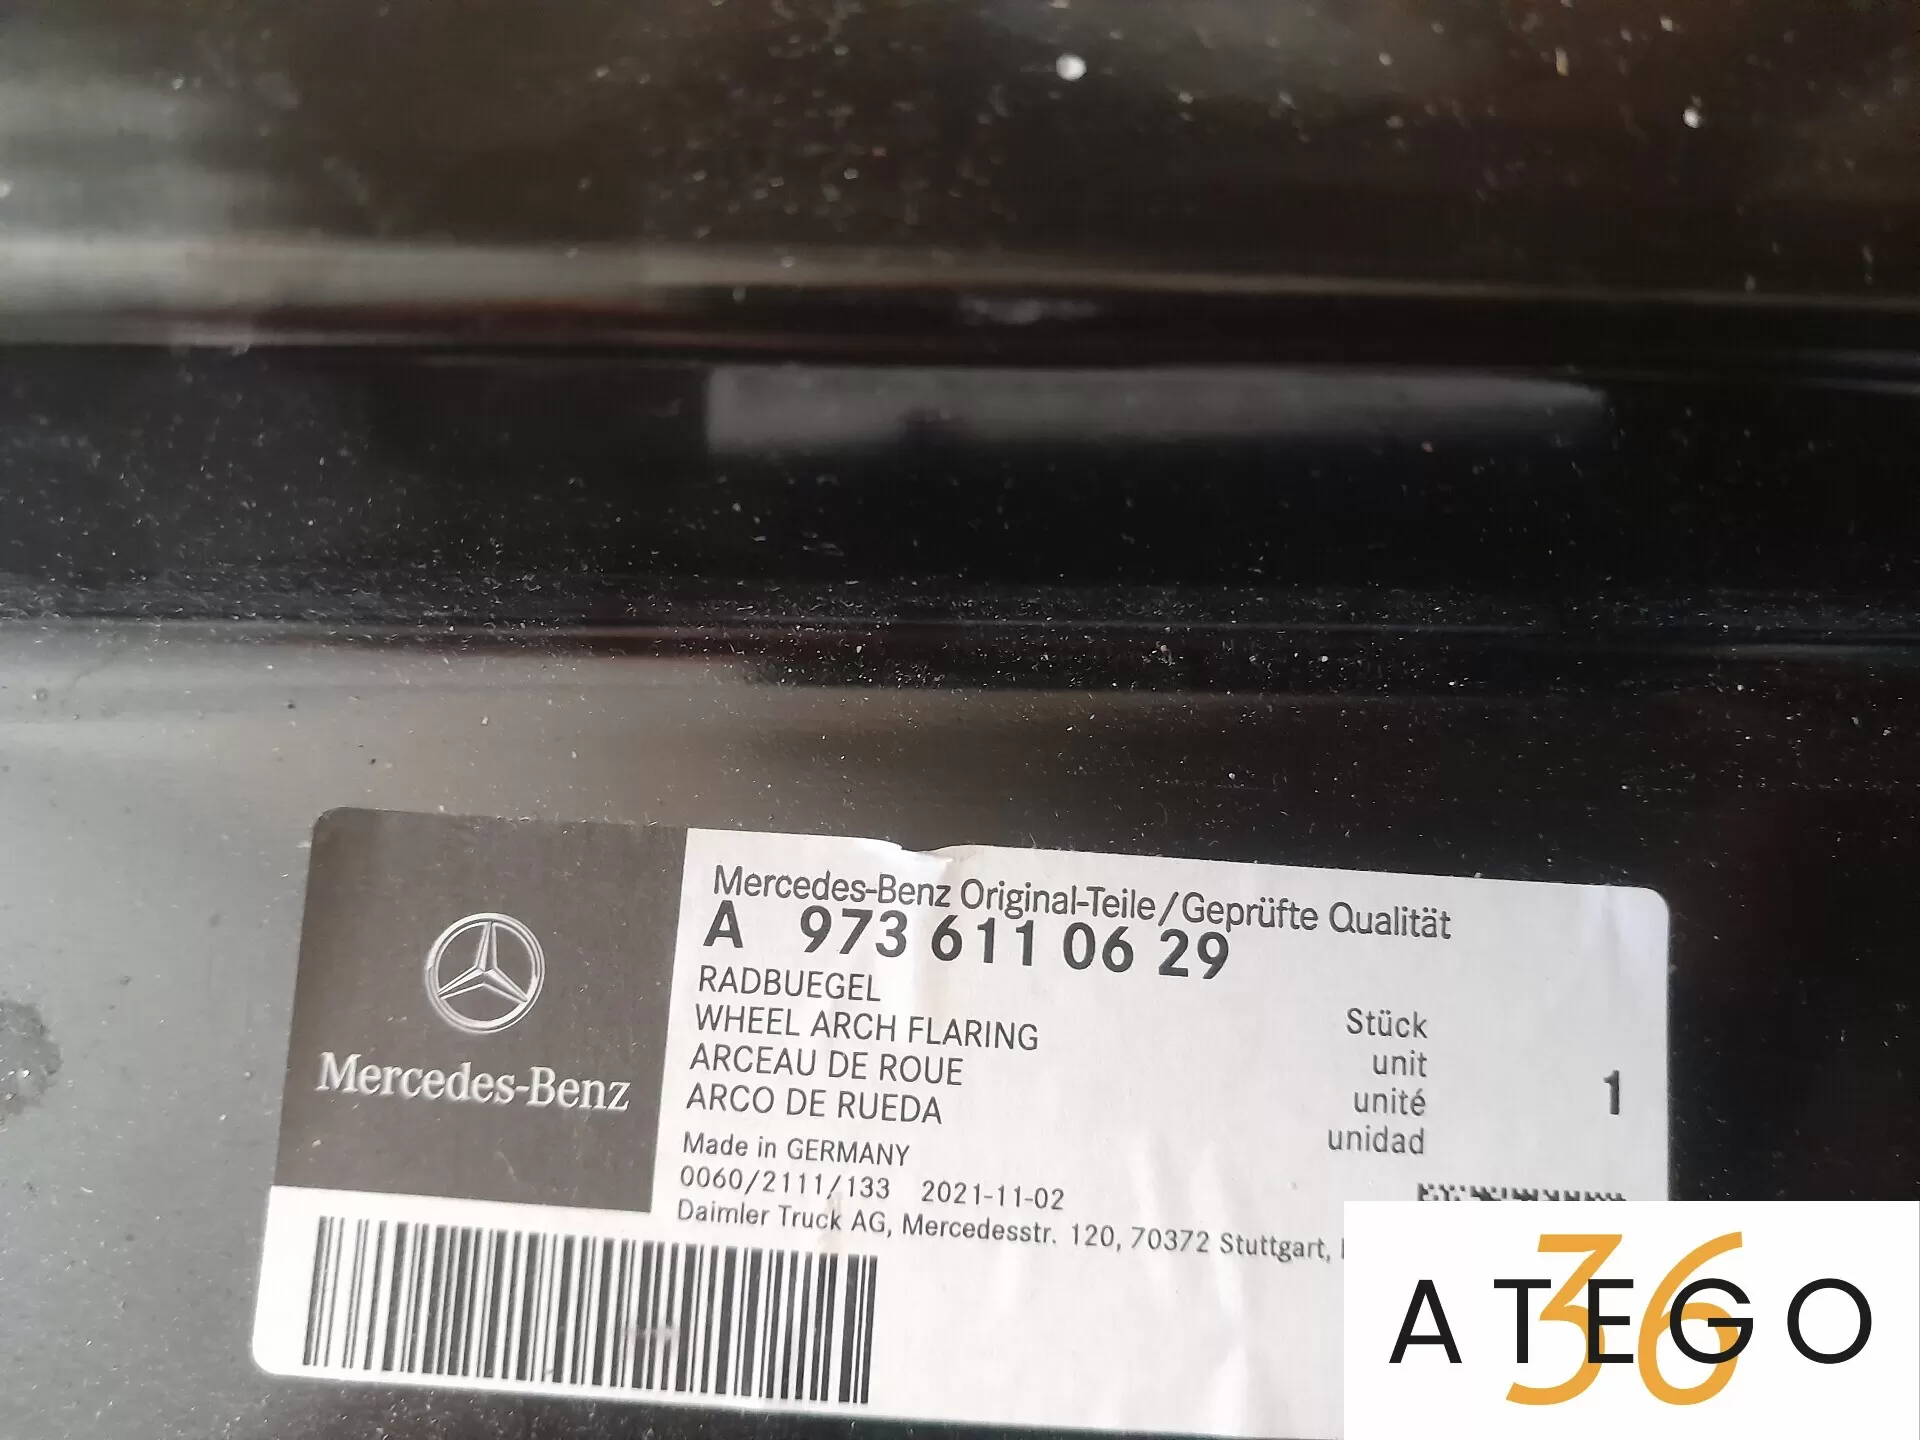 Mercedes-Benz Original-Teile/Geprüfte Qualität
A 973 611 06 29
RADBUEGEL
WHEEL ARCH FLARING
ARCEAU DE ROUE
ARCO DE RUEDA
Stück
unit
unité
unidad
1
Mercedes-Benz
Made in GERMANY
0060/2111/133 2021-11-02
Daimler Truck AG, Mercedesstr. 120, 70372 Stuttgart,
ATEGO
36